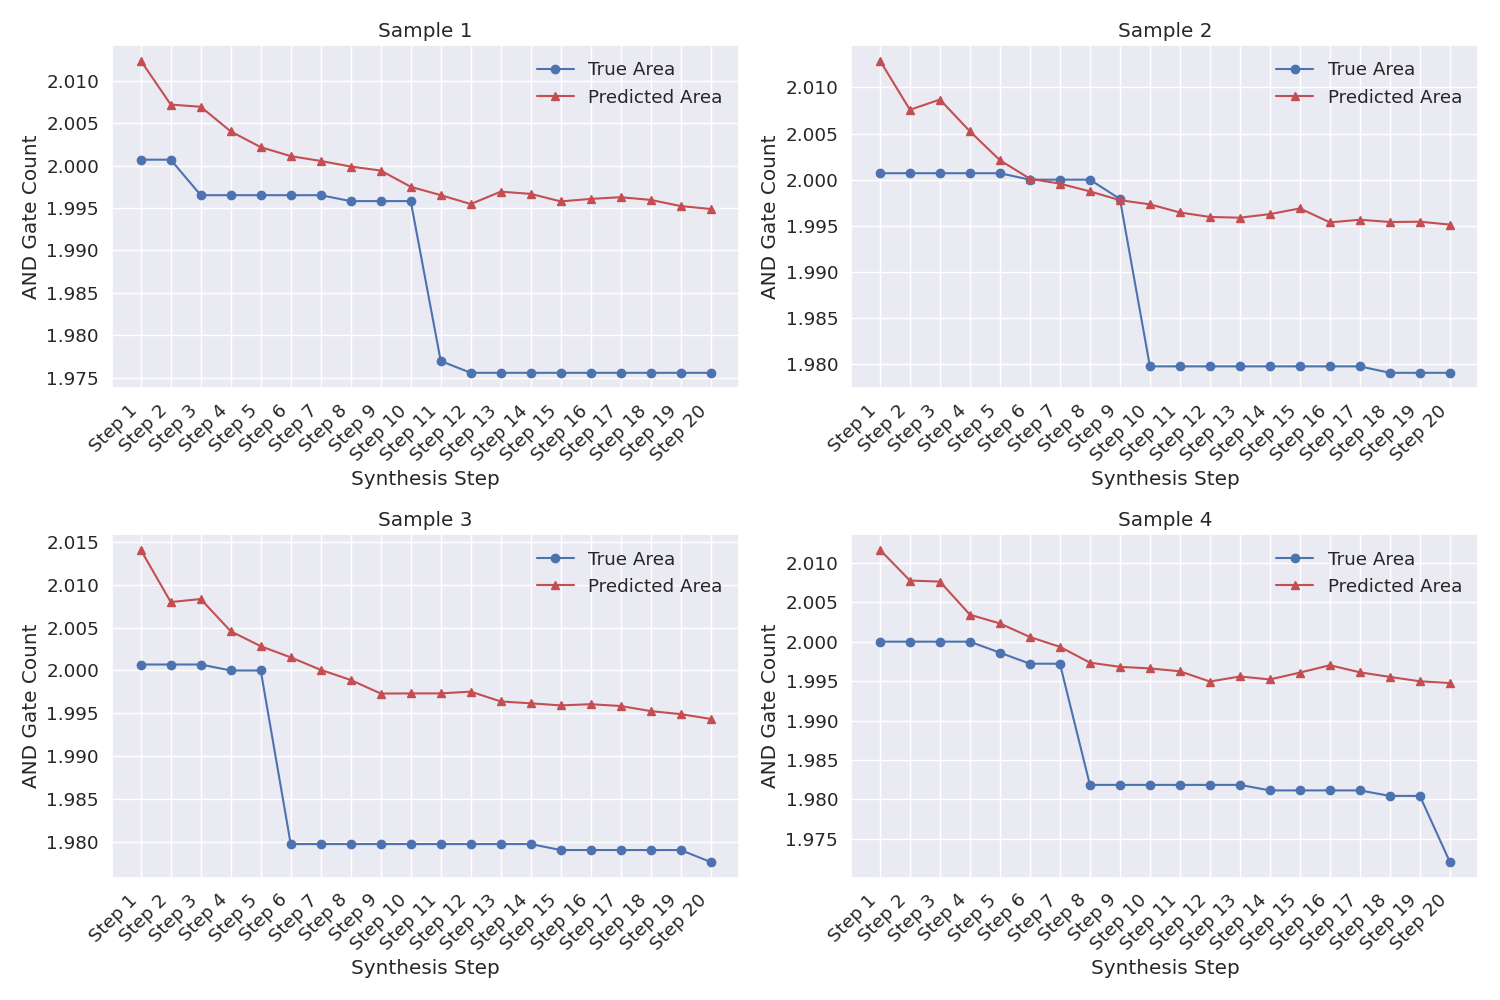 Sample 1
True Area
Predicted Area
AND Gate Count
2.010
2.005
2.000
1.995
1.990
1.985
1.980
1.975
Step 1
Step 2
Step 3
Step 4
Step 5
Step 6
Step 7
Step 8
Step 9
Step 10
Step 11
Step 12
Step 13
Step 14
Step 15
Step 16
Step 17
Step 18
Step 19
Step 20
Synthesis Step
Sample 2
True Area
Predicted Area
AND Gate Count
2.010
2.005
2.000
1.995
1.990
1.985
1.980
Step 1
Step 2
Step 3
Step 4
Step 5
Step 6
Step 7
Step 8
Step 9
Step 10
Step 11
Step 12
Step 13
Step 14
Step 15
Step 16
Step 17
Step 18
Step 19
Step 20
Synthesis Step
Sample 3
True Area
Predicted Area
AND Gate Count
2.015
2.010
2.005
2.000
1.995
1.990
1.985
1.980
Step 1
Step 2
Step 3
Step 4
Step 5
Step 6
Step 7
Step 8
Step 9
Step 10
Step 11
Step 12
Step 13
Step 14
Step 15
Step 16
Step 17
Step 18
Step 19
Step 20
Synthesis Step
Sample 4
True Area
Predicted Area
AND Gate Count
2.010
2.005
2.000
1.995
1.990
1.985
1.980
1.975
Step 1
Step 2
Step 3
Step 4
Step 5
Step 6
Step 7
Step 8
Step 9
Step 10
Step 11
Step 12
Step 13
Step 14
Step 15
Step 16
Step 17
Step 18
Step 19
Step 20
Synthesis Step